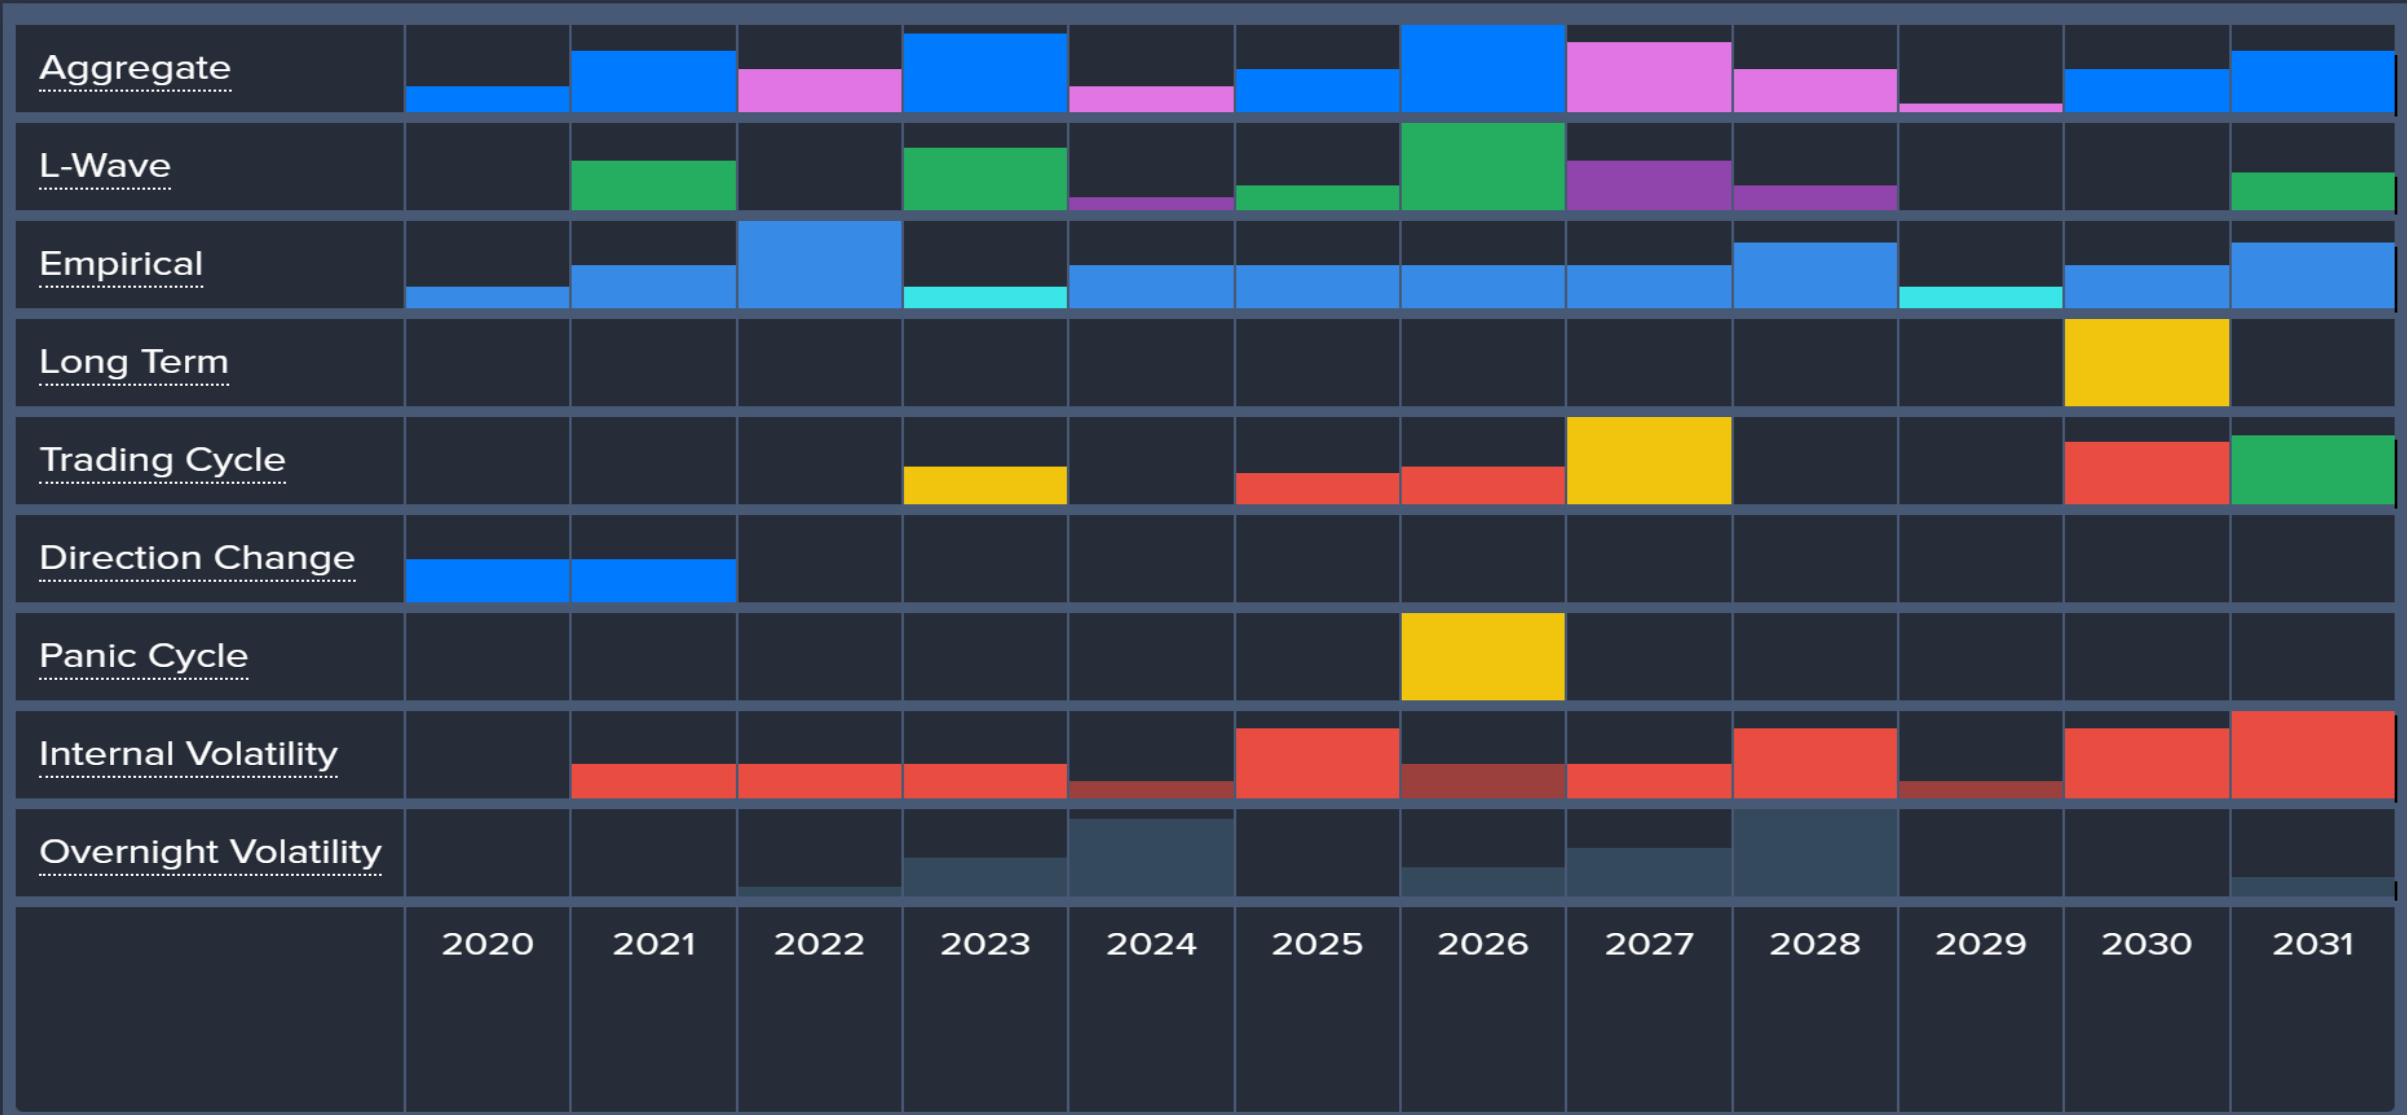 Aggregate
L-Wave
Empirical
Long Term
Trading Cycle
Direction Change
Panic Cycle
Internal Volatility
Overnight Volatility
2020 2021 2022 2023 2024 2025 2026 2027 2028 2029 2030 2031